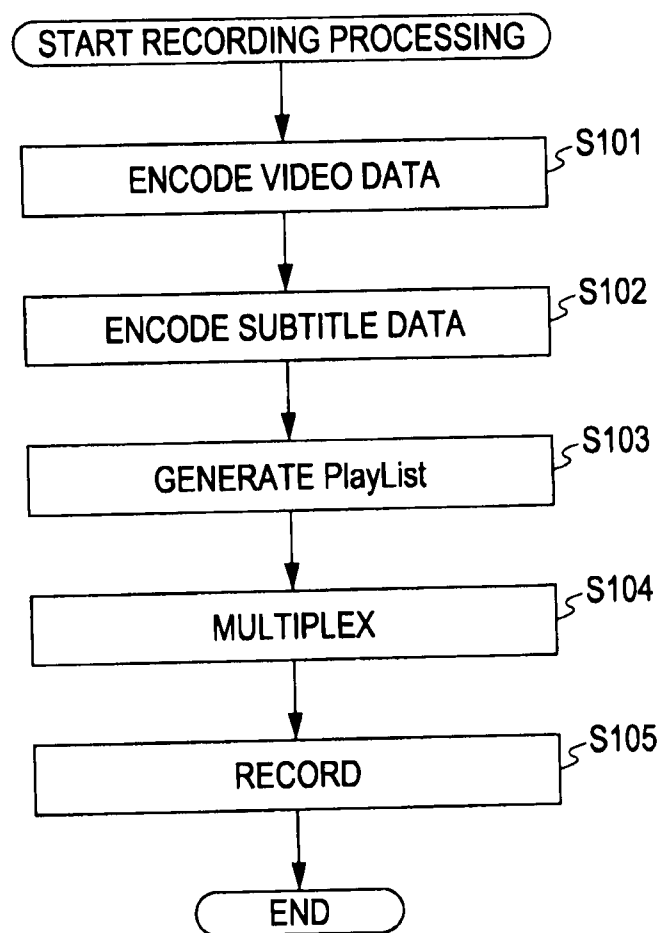 START RECORDING PROCESSING
S101
ENCODE VIDEO DATA
S102
ENCODE SUBTITLE DATA
S103
GENERATE PlayList
S104
MULTIPLEX
S105
RECORD
END